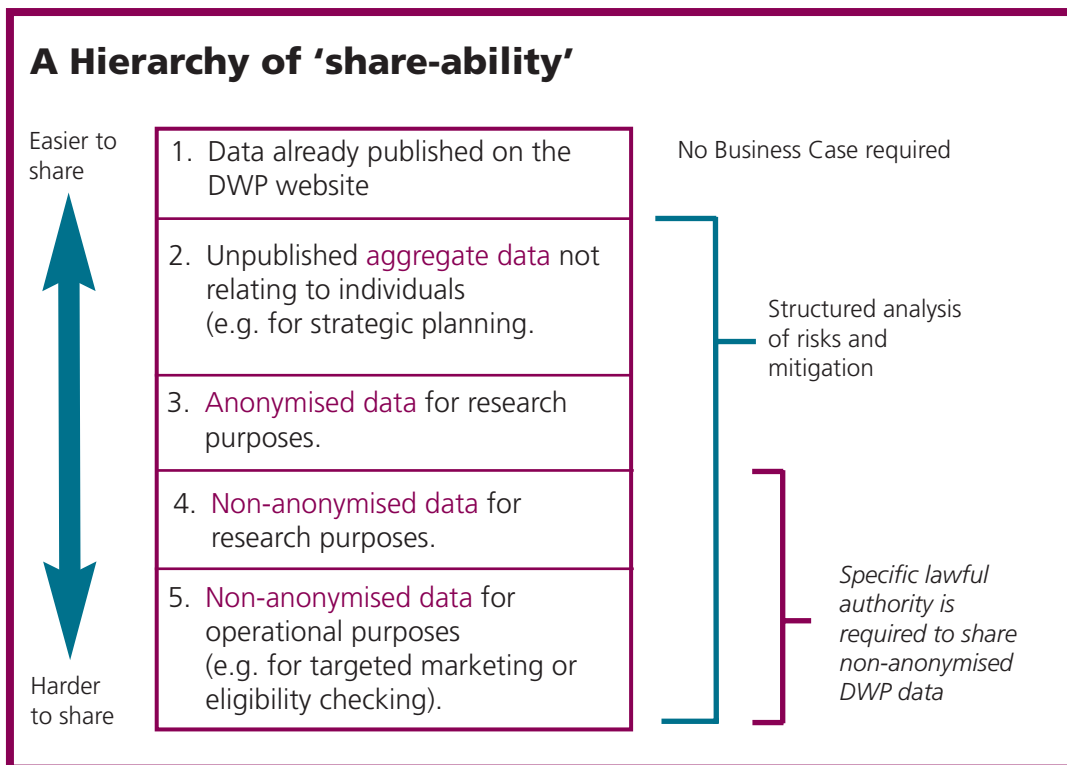 A Hierarchy of ‘share-ability’
Easier to
share
1. Data already published on the
DWP website
No Business Case required
2. Unpublished aggregate data not
relating to individuals
(e.g. for strategic planning.
Structured analysis
of risks and
mitigation
3. Anonymised data for research
purposes.
4. Non-anonymised data for
research purposes.
5. Non-anonymised data for
operational purposes
(e.g. for targeted marketing or
eligibility checking).
Specific lawful
authority is
required to share
non-anonymised
DWP data
Harder
to share